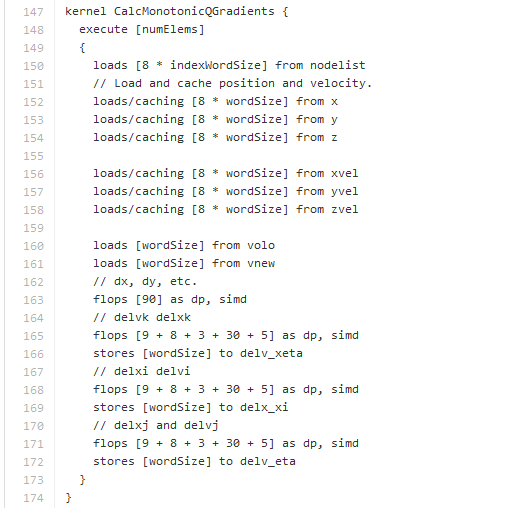 147 kernel CalcMonotonicQGradients {
148   execute [numElems]
149   {
150     loads [8 * indexWordSize] from nodelist
151     // Load and cache position and velocity.
152     loads/caching [8 * wordSize] from x
153     loads/caching [8 * wordSize] from y
154     loads/caching [8 * wordSize] from z
155
156     loads/caching [8 * wordSize] from xvel
157     loads/caching [8 * wordSize] from yvel
158     loads/caching [8 * wordSize] from zvel
159
160     loads [wordSize] from volo
161     loads [wordSize] from vnew
162     // dx, dy, etc.
163     flops [90] as dp, simd
164     // delvk delxk
165     flops [9 + 8 + 3 + 30 + 5] as dp, simd
166     stores [wordSize] to delv_xeta
167     // delxi delvi
168     flops [9 + 8 + 3 + 30 + 5] as dp, simd
169     stores [wordSize] to delx_xi
170     // delxj and delvj
171     flops [9 + 8 + 3 + 30 + 5] as dp, simd
172     stores [wordSize] to delv_eta
173   }
174 }